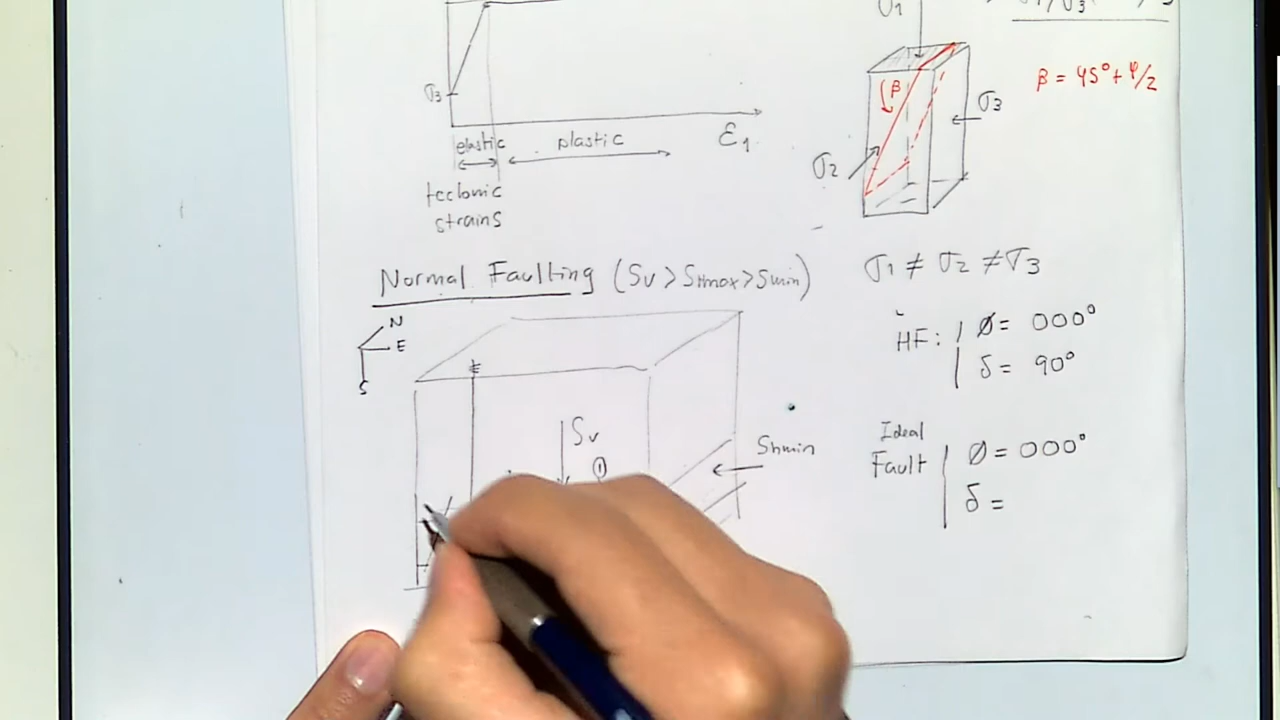 σ1
σ3
β
β = 45° + φ/2
σ3
elastic
plastic
ε1
σ2
tectonic
strains
Normal Faulting (Sv > SHmax > Shmin)
σ1 ≠ σ2 ≠ σ3
N
E
S
HF: Ø = 000°
δ = 90°
Sv
Shmin
1
Ideal
Fault Ø = 000°
δ =